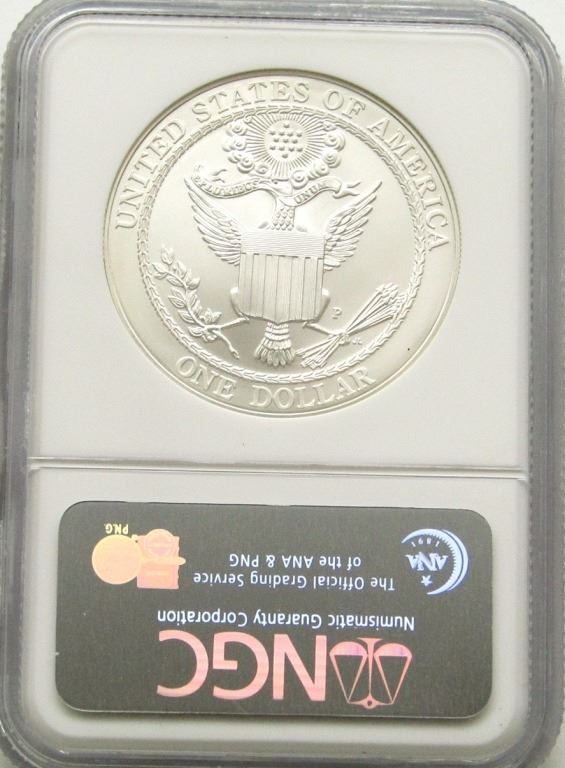 UNITED STATES OF AMERICA
E PLURIBUS UNUM
P
ONE DOLLAR
NGC
Numismatic Guaranty Corporation
The Official Grading Service
of the ANA & PNG
ANA
1891
PNG